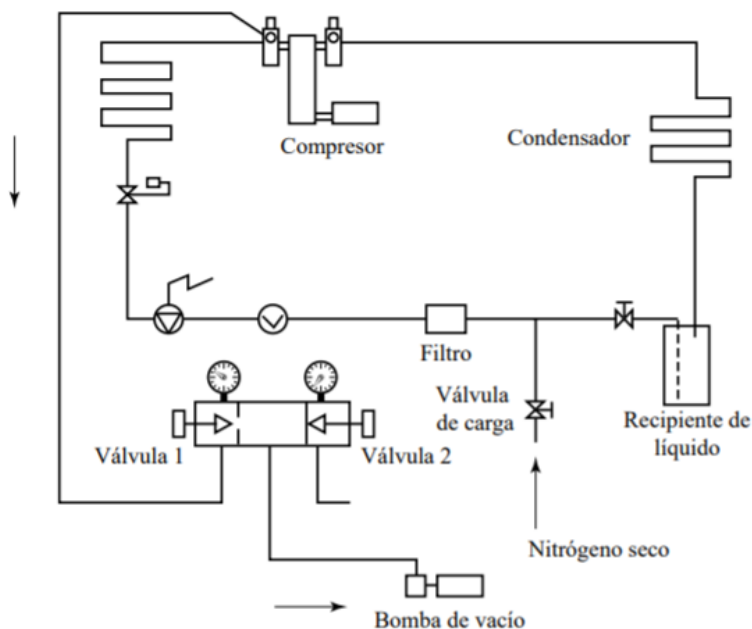 Compresor
Condensador
Filtro
Válvula
de carga
Recipiente de
líquido
Válvula 1
Válvula 2
Nitrógeno seco
Bomba de vacío